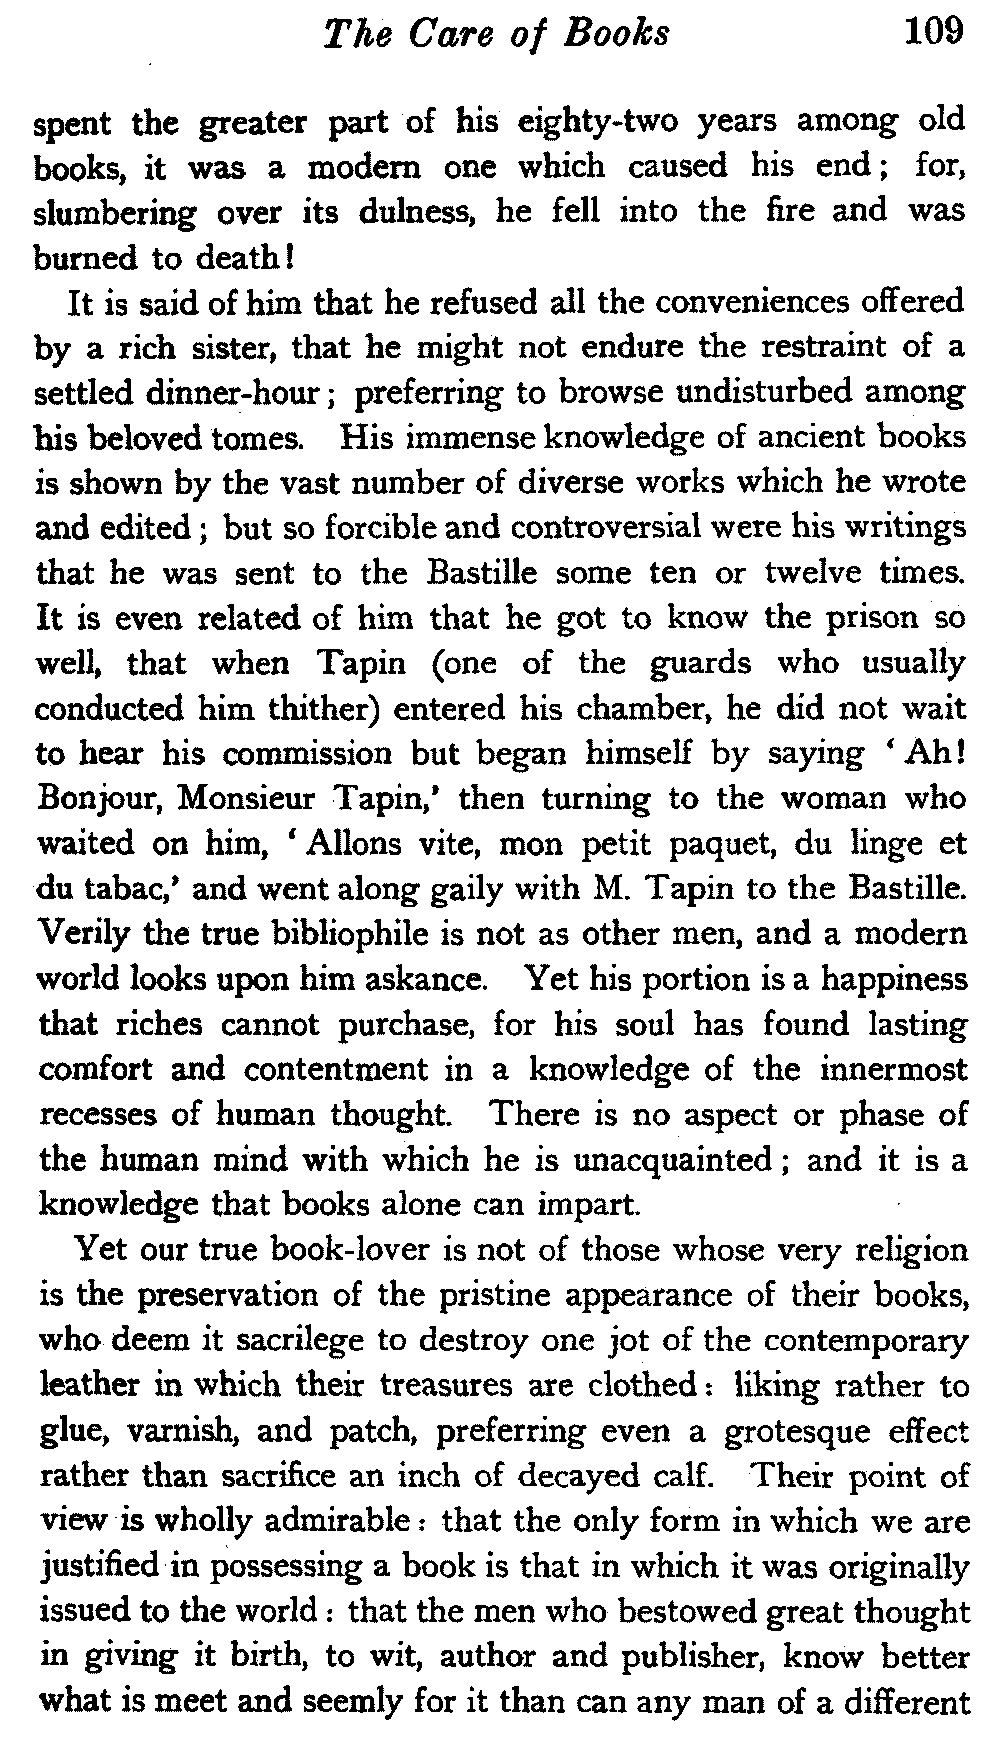 The Care of Books 109
spent the greater part of his eighty-two years among old
books, it was a modern one which caused his end; for,
slumbering over its dulness, he fell into the fire and was
burned to death!
It is said of him that he refused all the conveniences offered
by a rich sister, that he might not endure the restraint of a
settled dinner-hour; preferring to browse undisturbed among
his beloved tomes. His immense knowledge of ancient books
is shown by the vast number of diverse works which he wrote
and edited; but so forcible and controversial were his writings
that he was sent to the Bastille some ten or twelve times.
It is even related of him that he got to know the prison so
well, that when Tapin (one of the guards who usually
conducted him thither) entered his chamber, he did not wait
to hear his commission but began himself by saying ‘Ah!
Bonjour, Monsieur Tapin,’ then turning to the woman who
waited on him, ‘Allons vite, mon petit paquet, du linge et
du tabac,’ and went along gaily with M. Tapin to the Bastille.
Verily the true bibliophile is not as other men, and a modern
world looks upon him askance. Yet his portion is a happiness
that riches cannot purchase, for his soul has found lasting
comfort and contentment in a knowledge of the innermost
recesses of human thought. There is no aspect or phase of
the human mind with which he is unacquainted; and it is a
knowledge that books alone can impart.
Yet our true book-lover is not of those whose very religion
is the preservation of the pristine appearance of their books,
who deem it sacrilege to destroy one jot of the contemporary
leather in which their treasures are clothed: liking rather to
glue, varnish, and patch, preferring even a grotesque effect
rather than sacrifice an inch of decayed calf. Their point of
view is wholly admirable: that the only form in which we are
justified in possessing a book is that in which it was originally
issued to the world: that the men who bestowed great thought
in giving it birth, to wit, author and publisher, know better
what is meet and seemly for it than can any man of a different